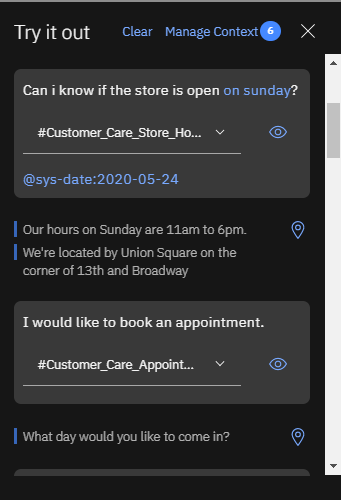 Try it out
Clear
Manage Context
6
Can i know if the store is open on sunday?
#Customer_Care_Store_Ho...
@sys-date:2020-05-24
Our hours on Sunday are 11am to 6pm.
We're located by Union Square on the
corner of 13th and Broadway
I would like to book an appointment.
#Customer_Care_Appoint...
What day would you like to come in?